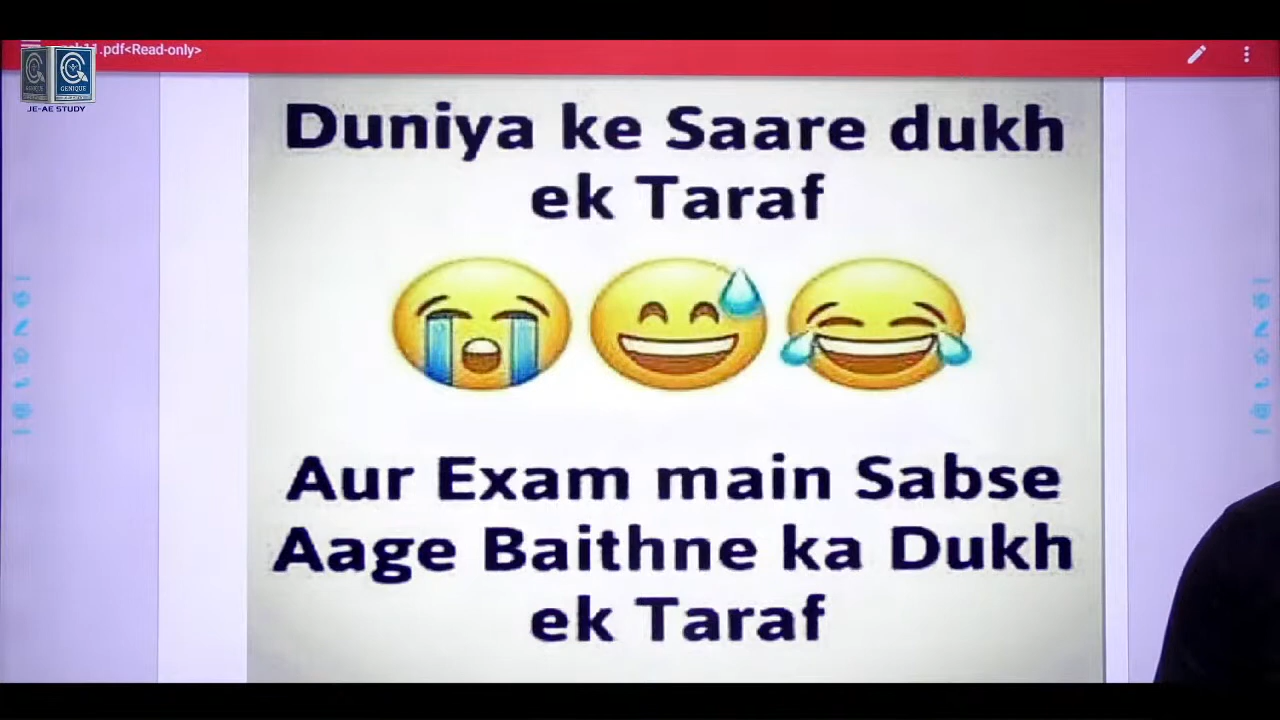 .pdf<Read-only>
GENIQUE
JE-AE STUDY
Duniya ke Saare dukh
ek Taraf
Aur Exam main Sabse
Aage Baithne ka Dukh
ek Taraf